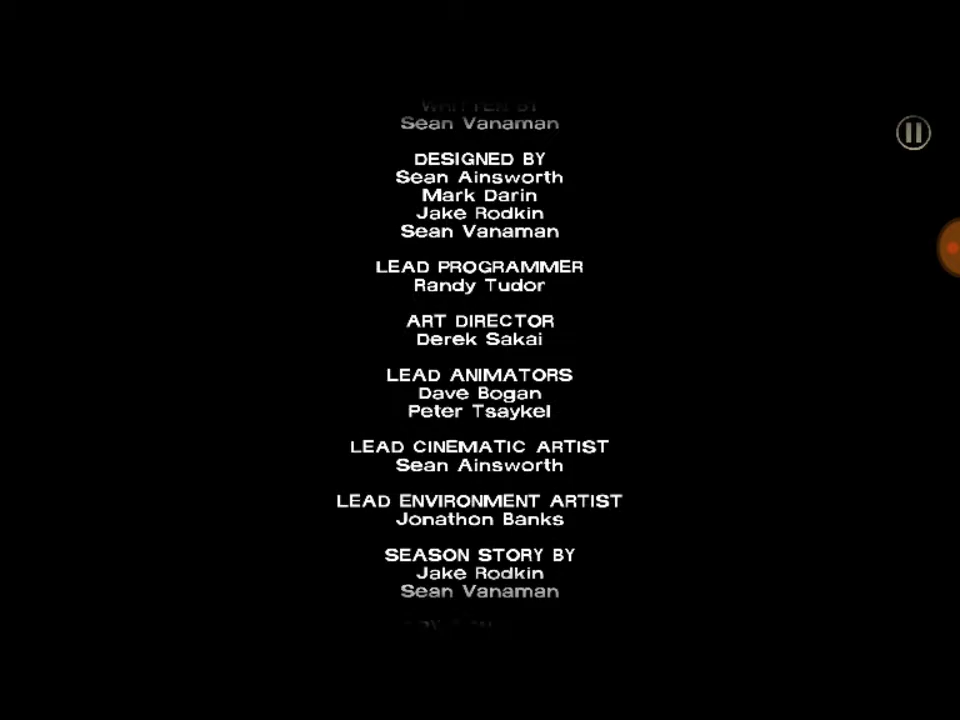 WRITTEN BY
Sean Vanaman
DESIGNED BY
Sean Ainsworth
Mark Darin
Jake Rodkin
Sean Vanaman
LEAD PROGRAMMER
Randy Tudor
ART DIRECTOR
Derek Sakai
LEAD ANIMATORS
Dave Bogan
Peter Tsaykel
LEAD CINEMATIC ARTIST
Sean Ainsworth
LEAD ENVIRONMENT ARTIST
Jonathon Banks
SEASON STORY BY
Jake Rodkin
Sean Vanaman